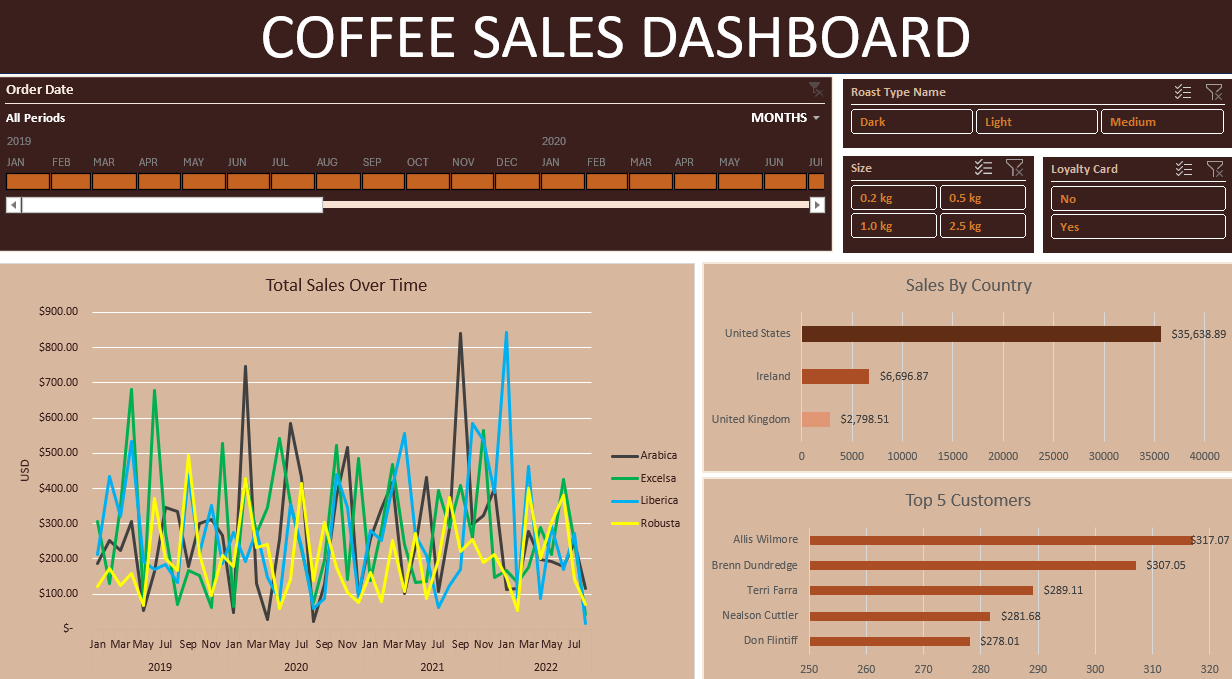 COFFEE SALES DASHBOARD
Order Date
All Periods
MONTHS
2019 2020
JAN FEB MAR APR MAY JUN JUL AUG SEP OCT NOV DEC JAN FEB MAR APR MAY JUN JUL
Roast Type Name
Dark Light Medium
Size
0.2 kg 0.5 kg
1.0 kg 2.5 kg
Loyalty Card
No
Yes
Total Sales Over Time
USD
$900.00
$800.00
$700.00
$600.00
$500.00
$400.00
$300.00
$200.00
$100.00
$-
Jan Mar May Jul Sep Nov Jan Mar May Jul Sep Nov Jan Mar May Jul Sep Nov Jan Mar May Jul
2019 2020 2021 2022
Arabica
Excelsa
Liberica
Robusta
Sales By Country
United States $35,638.89
Ireland $6,696.87
United Kingdom $2,798.51
0 5000 10000 15000 20000 25000 30000 35000 40000
Top 5 Customers
Allis Wilmore $317.07
Brenn Dundredge $307.05
Terri Farra $289.11
Nealson Cuttler $281.68
Don Flintiff $278.01
250 260 270 280 290 300 310 320